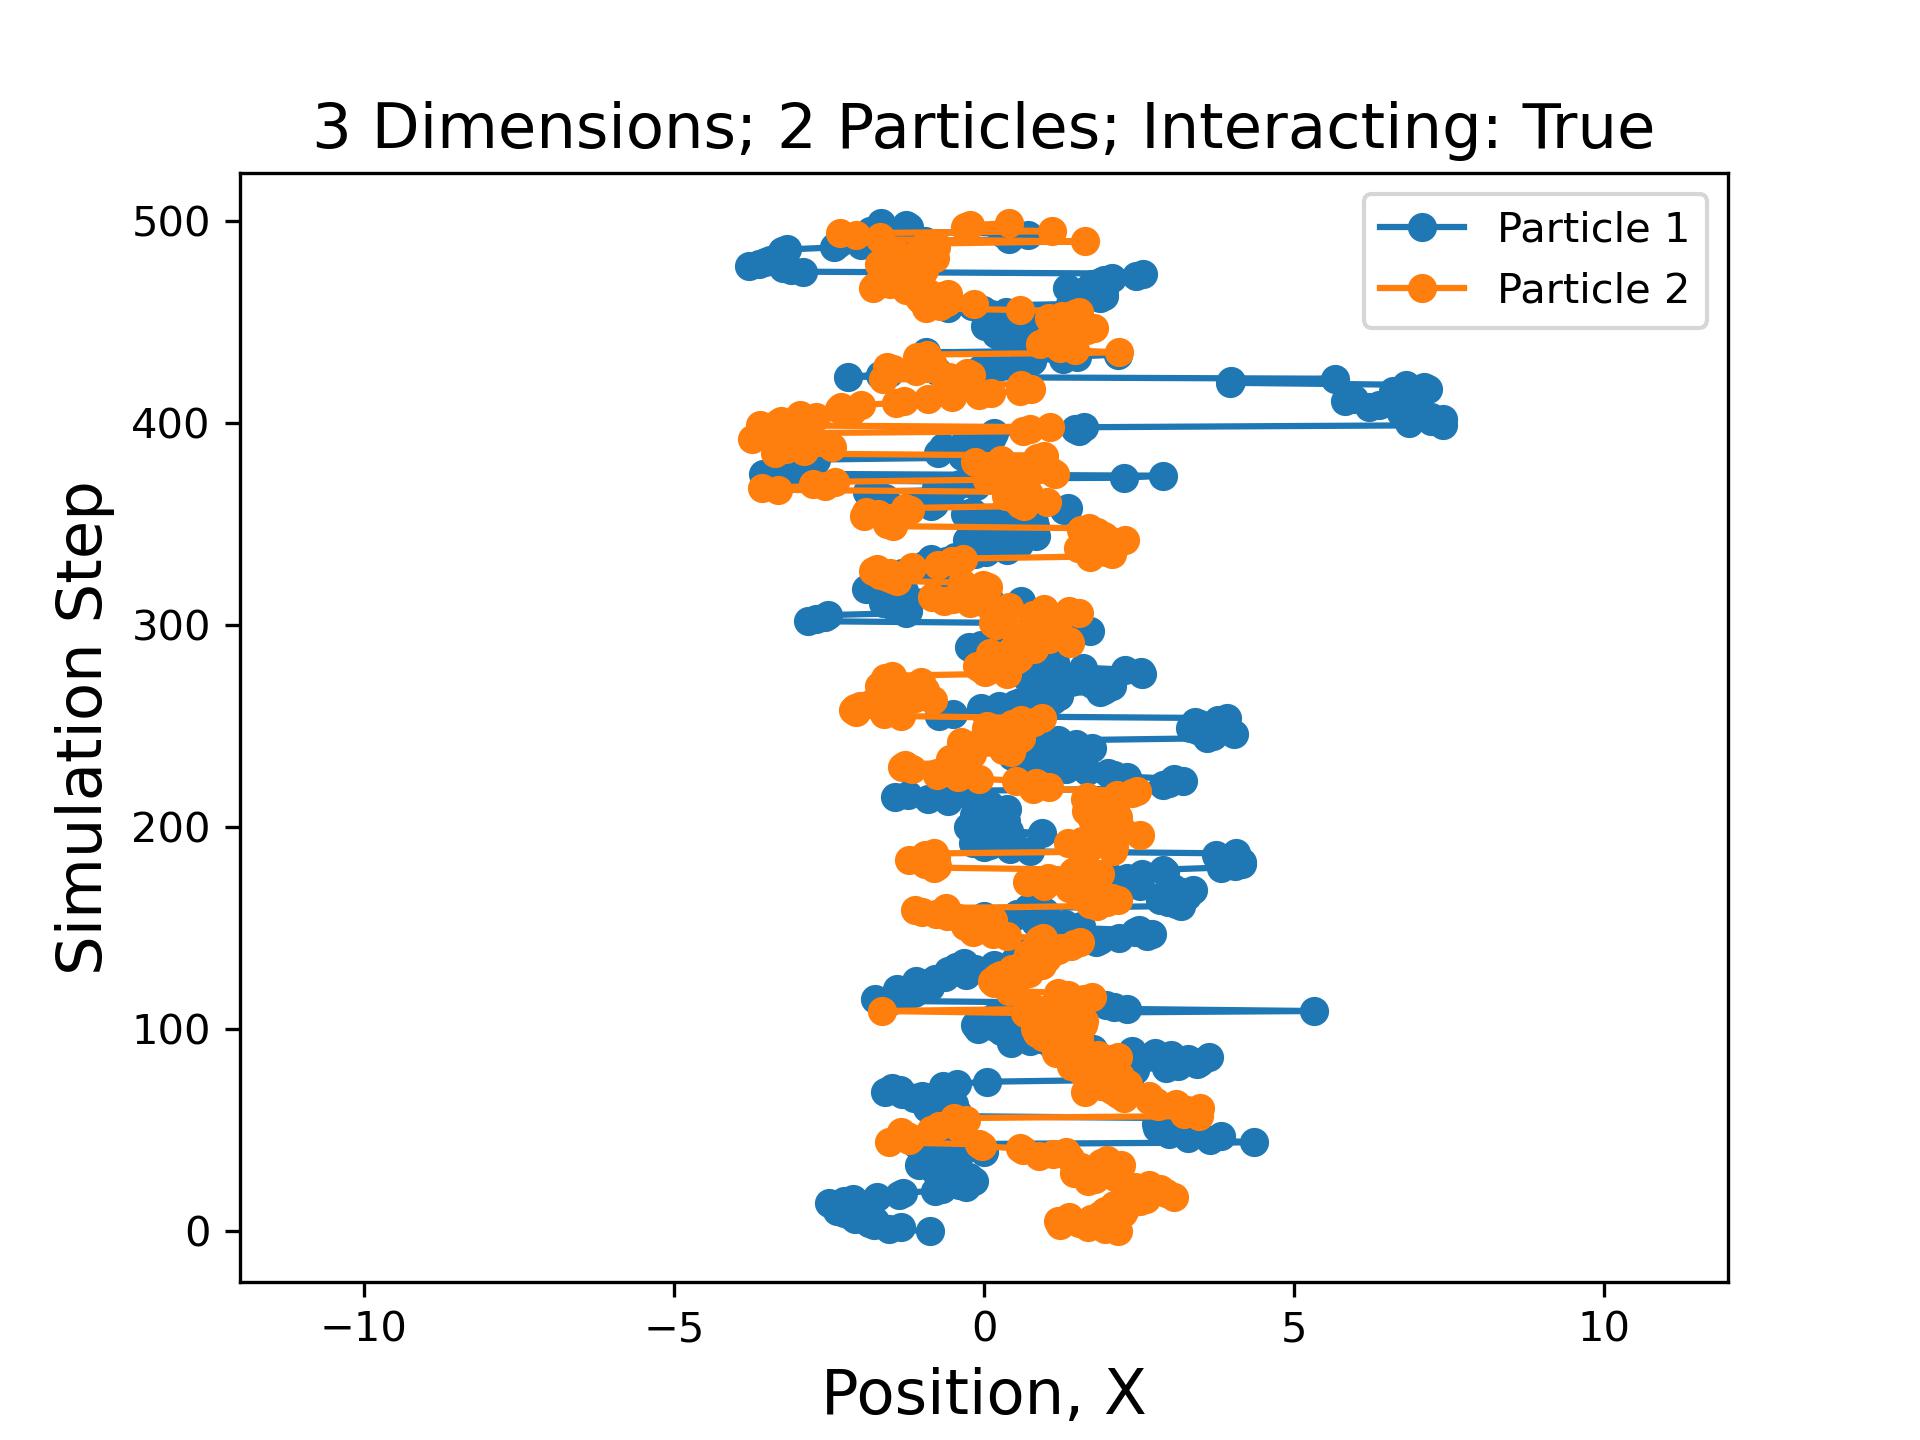 3 Dimensions; 2 Particles; Interacting: True
Particle 1
Particle 2
500
400
300
200
100
0
Simulation Step
−10
−5
0
5
10
Position, X